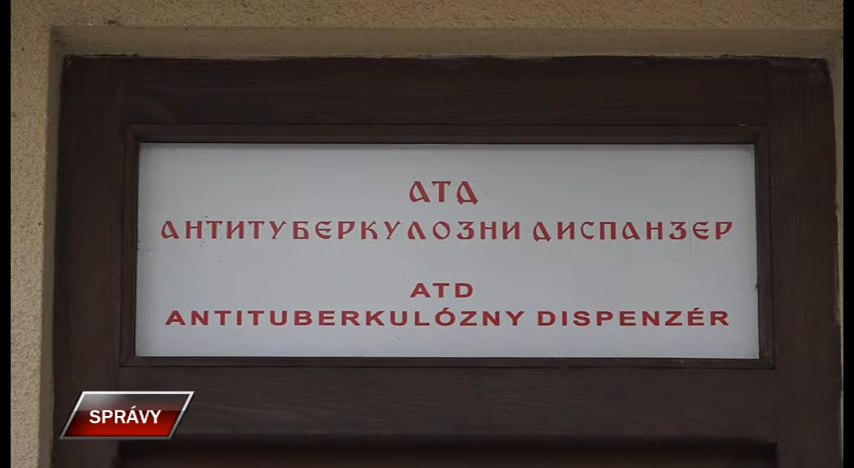 АТД
АНТИТУБЕРКУЛОЗНИ ДИСПАНЗЕР
ATD
ANTITUBERKULÓZNY DISPENZÉR
SPRÁVY